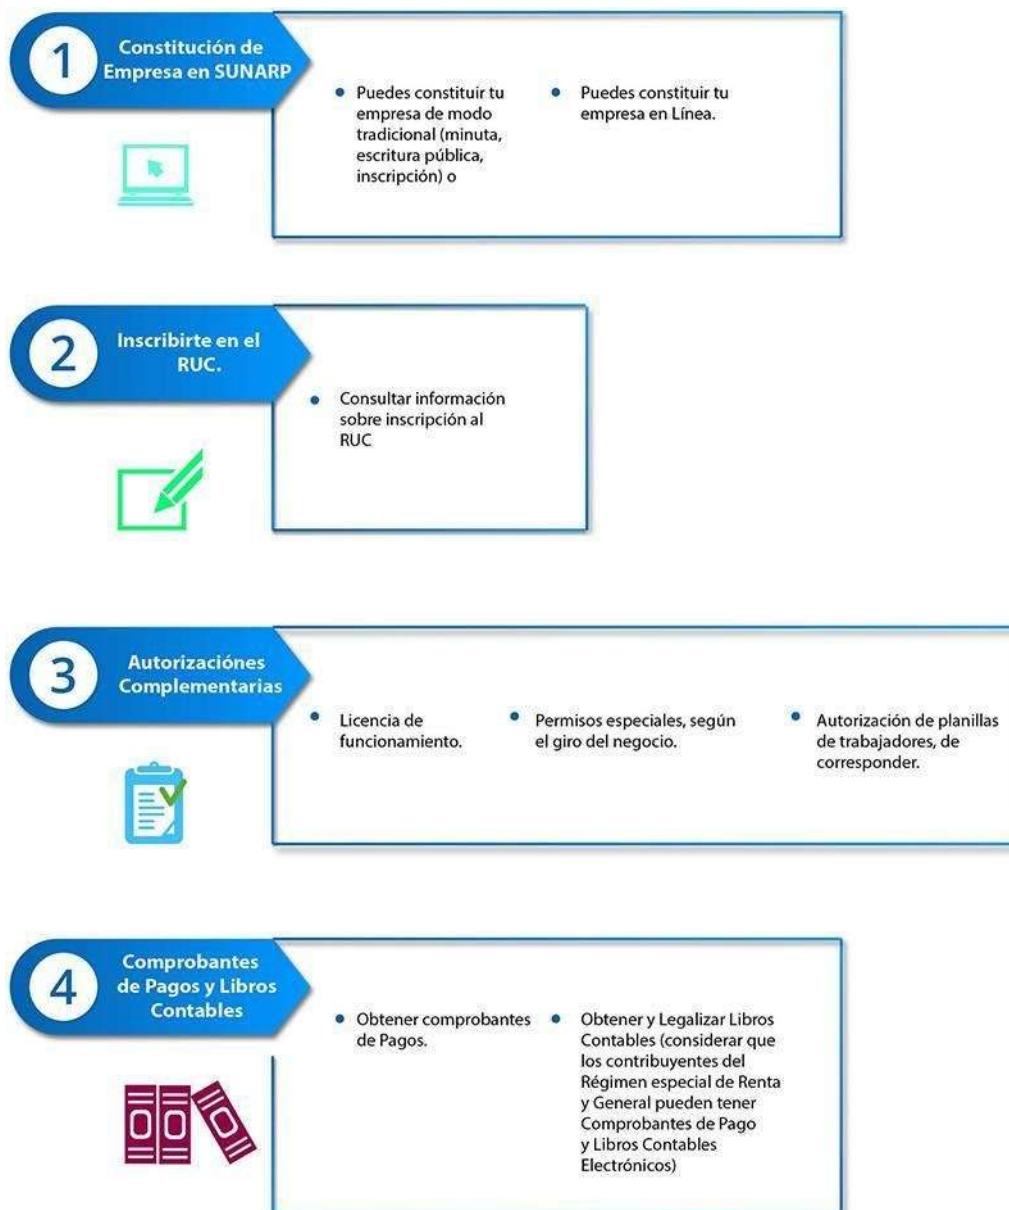 1
Constitución de
Empresa en SUNARP
• Puedes constituir tu
empresa de modo
tradicional (minuta,
escritura pública,
inscripción) o
• Puedes constituir tu
empresa en Línea.
2
Inscribirte en el
RUC.
• Consultar información
sobre inscripción al
RUC
3
Autorizaciónes
Complementarias
• Licencia de
funcionamiento.
• Permisos especiales, según
el giro del negocio.
• Autorización de planillas
de trabajadores, de
corresponder.
4
Comprobantes
de Pagos y Libros
Contables
• Obtener comprobantes
de Pagos.
• Obtener y Legalizar Libros
Contables (considerar que
los contribuyentes del
Régimen especial de Renta
y General pueden tener
Comprobantes de Pago
y Libros Contables
Electrónicos)